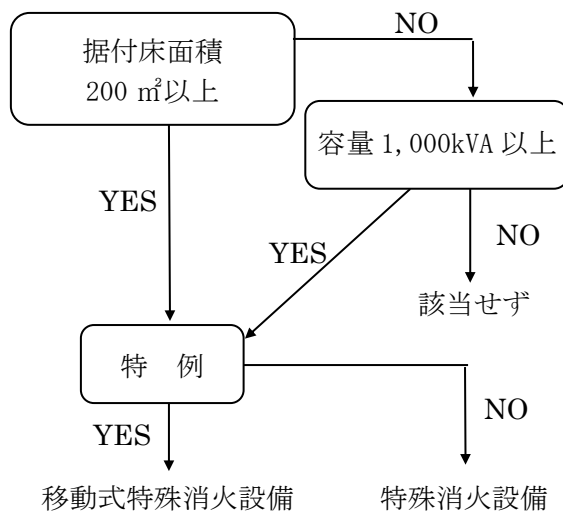 据付床面積
200 ㎡以上
NO
容量 1,000kVA 以上
YES
YES
NO
該当せず
特　例
YES
NO
移動式特殊消火設備
特殊消火設備